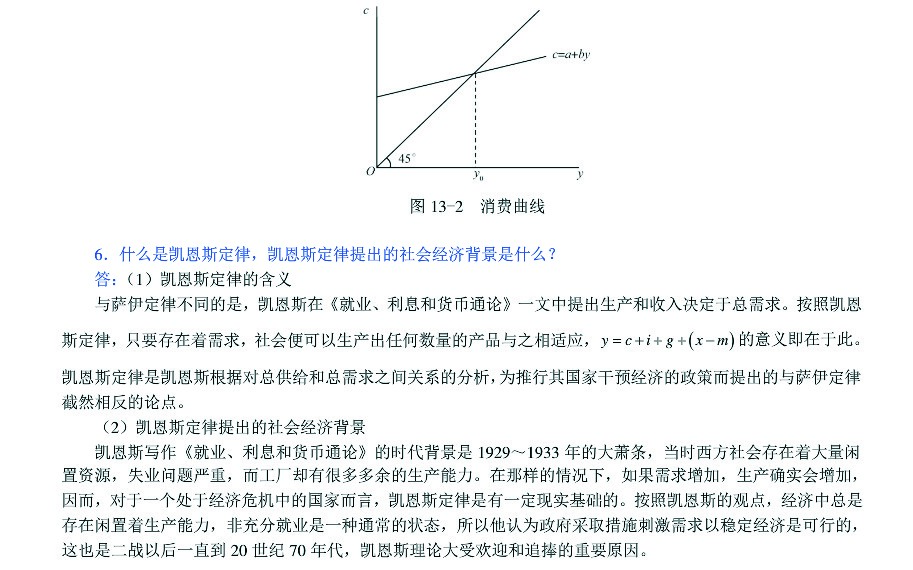 c
c=a+by
45°
O
y₀
y
图 13-2 消费曲线
6．什么是凯恩斯定律，凯恩斯定律提出的社会经济背景是什么？
答：（1）凯恩斯定律的含义
与萨伊定律不同的是，凯恩斯在《就业、利息和货币通论》一文中提出生产和收入决定于总需求。按照凯恩
斯定律，只要存在着需求，社会便可以生产出任何数量的产品与之相适应，y=c+i+g+(x−m)的意义即在于此。
凯恩斯定律是凯恩斯根据对总供给和总需求之间关系的分析，为推行其国家干预经济的政策而提出的与萨伊定律
截然相反的论点。
（2）凯恩斯定律提出的社会经济背景
凯恩斯写作《就业、利息和货币通论》的时代背景是 1929～1933 年的大萧条，当时西方社会存在着大量闲
置资源，失业问题严重，而工厂却有很多多余的生产能力。在那样的情况下，如果需求增加，生产确实会增加，
因而，对于一个处于经济危机中的国家而言，凯恩斯定律是有一定现实基础的。按照凯恩斯的观点，经济中总是
存在闲置着生产能力，非充分就业是一种通常的状态，所以他认为政府采取措施刺激需求以稳定经济是可行的，
这也是二战以后一直到 20 世纪 70 年代，凯恩斯理论大受欢迎和追捧的重要原因。